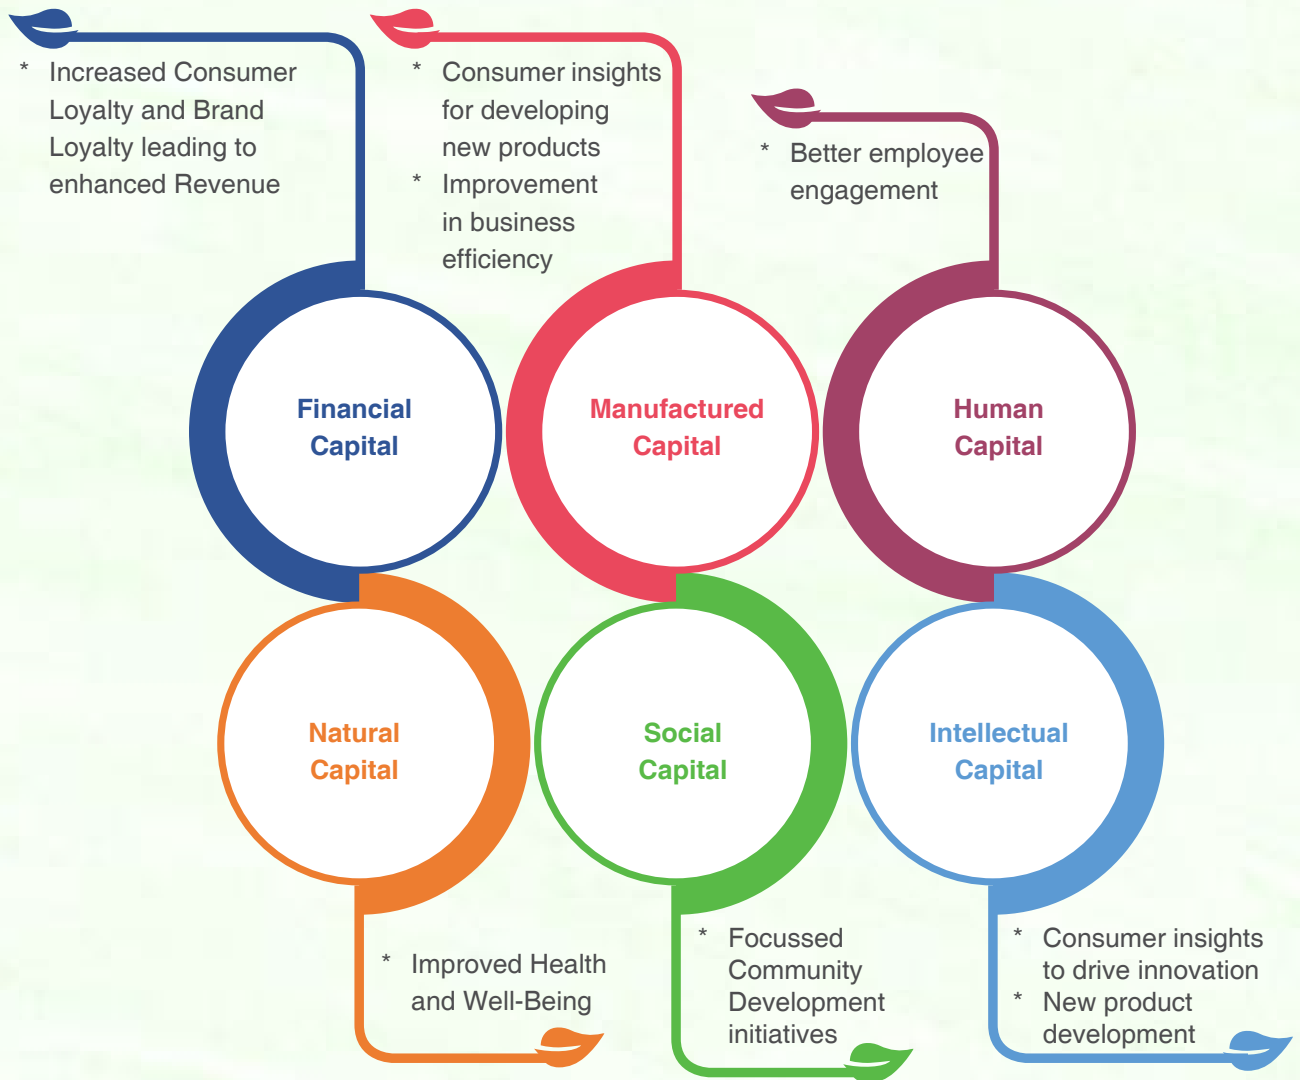 * Increased Consumer
Loyalty and Brand
Loyalty leading to
enhanced Revenue
* Consumer insights
for developing
new products
* Improvement
in business
efficiency
* Better employee
engagement
Financial
Capital
Manufactured
Capital
Human
Capital
Natural
Capital
Social
Capital
Intellectual
Capital
* Improved Health
and Well-Being
* Focussed
Community
Development
initiatives
* Consumer insights
to drive innovation
* New product
development